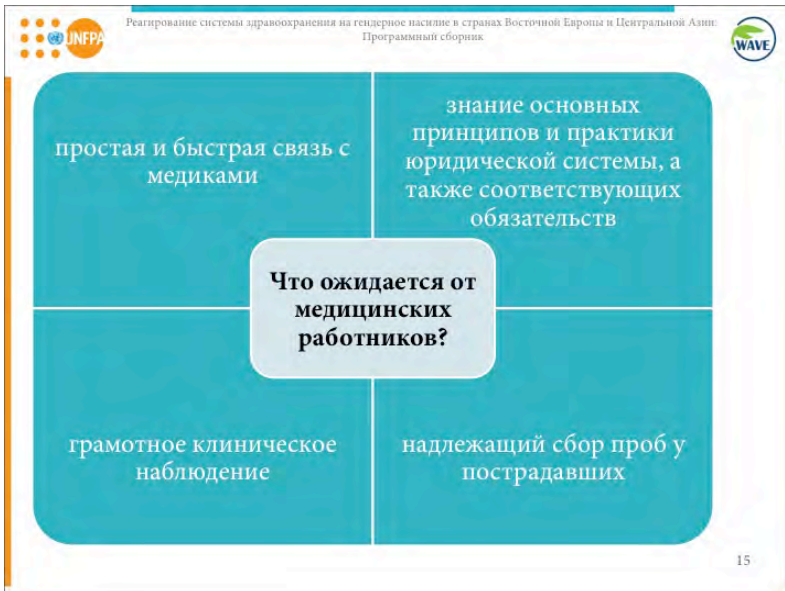 Реагирование системы здравоохранения на гендерное насилие в странах Восточной Европы и Центральной Азии:
Программный сборник
UNFPA
WAVE
простая и быстрая связь с
медиками
знание основных
принципов и практики
юридической системы, а
также соответствующих
обязательств
Что ожидается от
медицинских
работников?
грамотное клиническое
наблюдение
надлежащий сбор проб у
пострадавших
15